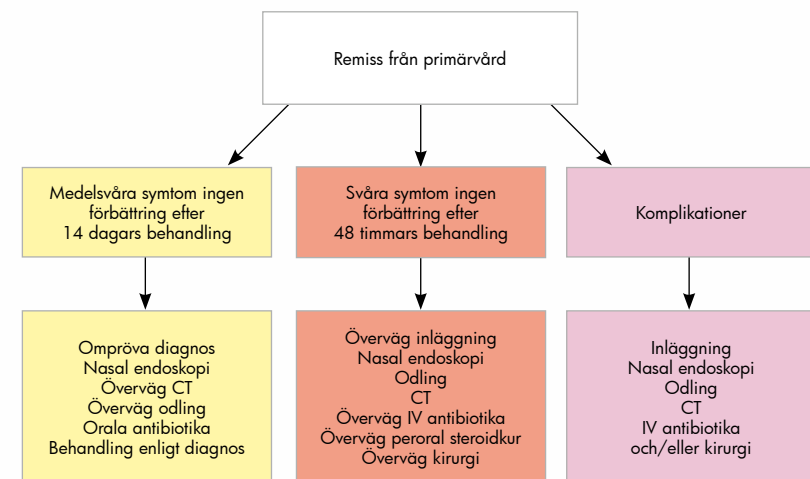 Remiss från primärvård
Medelsvåra symtom ingen
förbättring efter
14 dagars behandling
Svåra symtom ingen
förbättring efter
48 timmars behandling
Komplikationer
Ompröva diagnos
Nasal endoskopi
Överväg CT
Överväg odling
Orala antibiotika
Behandling enligt diagnos
Överväg inläggning
Nasal endoskopi
Odling
CT
Överväg IV antibiotika
Överväg peroral steroidkur
Överväg kirurgi
Inläggning
Nasal endoskopi
Odling
CT
IV antibiotika
och/eller kirurgi